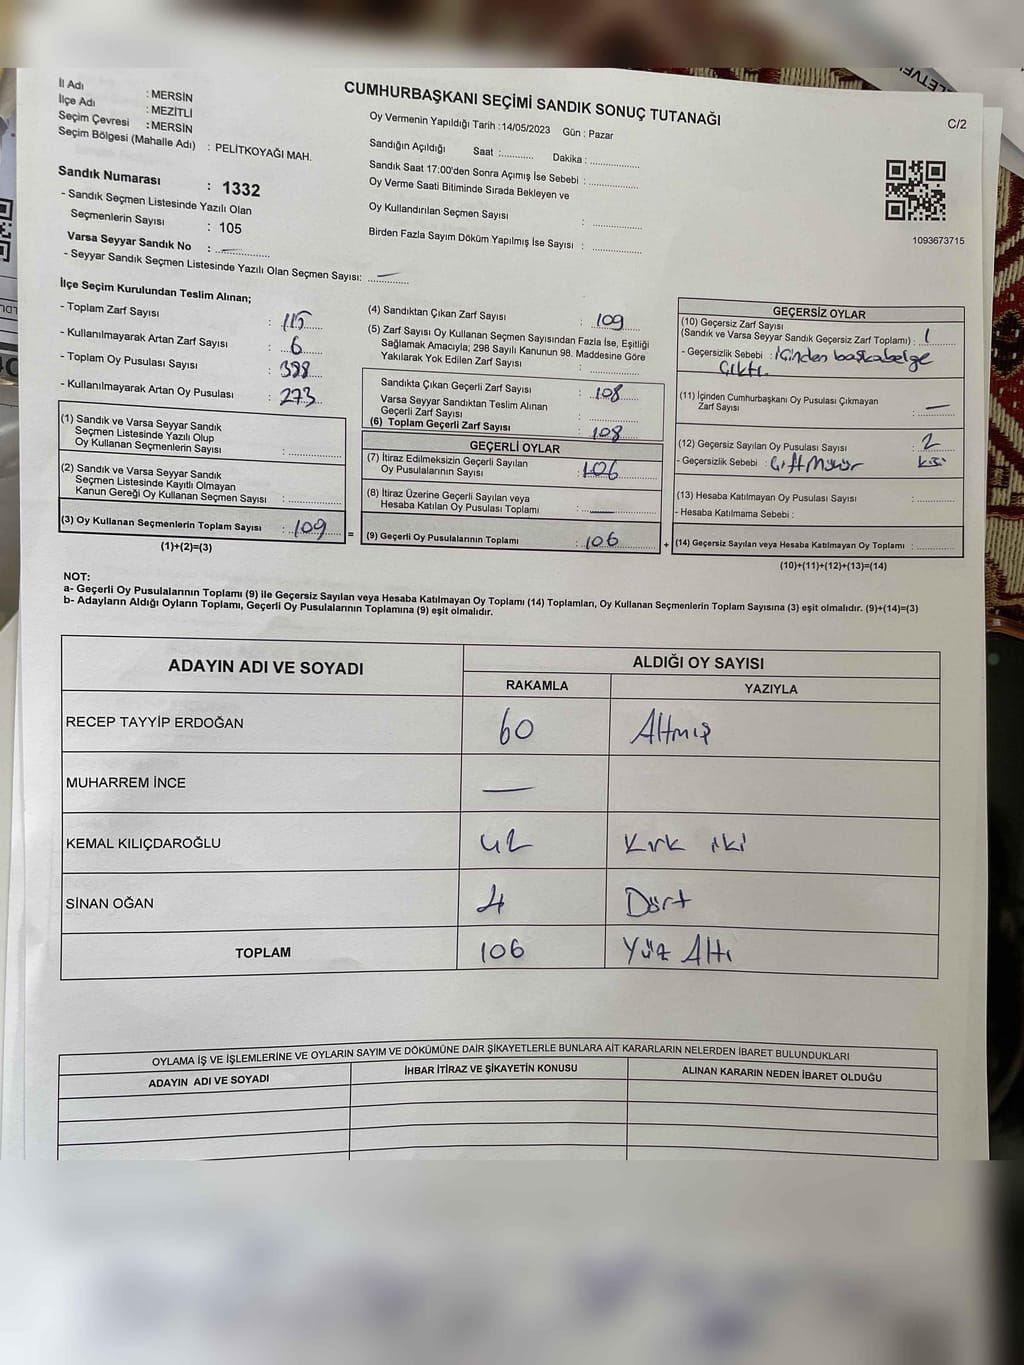 CUMHURBAŞKANI SEÇİMİ SANDIK SONUÇ TUTANAĞI
C/2
İl Adı : MERSİN
İlçe Adı : MEZİTLİ
Seçim Çevresi : MERSİN
Seçim Bölgesi (Mahalle Adı) : PELİTKOYAĞI MAH.
Sandık Numarası : 1332
- Sandık Seçmen Listesinde Yazılı Olan
Seçmenlerin Sayısı : 105
Varsa Seyyar Sandık No : —
- Seyyar Sandık Seçmen Listesinde Yazılı Olan Seçmen Sayısı: —
Oy Vermenin Yapıldığı Tarih :14/05/2023 Gün : Pazar
Sandığın Açıldığı Saat :........... Dakika : ................
Sandık Saat 17:00'den Sonra Açımış İse Sebebi : ................
Oy Verme Saati Bitiminde Sırada Bekleyen ve
Oy Kullandırılan Seçmen Sayısı : ................
Birden Fazla Sayım Döküm Yapılmış İse Sayısı : ................
1093673715
İlçe Seçim Kurulundan Teslim Alınan;
- Toplam Zarf Sayısı : 115
- Kullanılmayarak Artan Zarf Sayısı : 6
- Toplam Oy Pusulası Sayısı : 388
- Kullanılmayarak Artan Oy Pusulası : 273
(1) Sandık ve Varsa Seyyar Sandık
Seçmen Listesinde Yazılı Olup
Oy Kullanan Seçmenlerin Sayısı : ................
(2) Sandık ve Varsa Seyyar Sandık
Seçmen Listesinde Kayıtlı Olmayan
Kanun Gereği Oy Kullanan Seçmen Sayısı : ................
(3) Oy Kullanan Seçmenlerin Toplam Sayısı : 109 =
(1)+(2)=(3)
(4) Sandıktan Çıkan Zarf Sayısı : 109
(5) Zarf Sayısı Oy Kullanan Seçmen Sayısından Fazla İse, Eşitliği
Sağlamak Amacıyla; 298 Sayılı Kanunun 98. Maddesine Göre
Yakılarak Yok Edilen Zarf Sayısı : ................
Sandıkta Çıkan Geçerli Zarf Sayısı : 108
Varsa Seyyar Sandıktan Teslim Alınan
Geçerli Zarf Sayısı : ................
(6) Toplam Geçerli Zarf Sayısı : 108
GEÇERLİ OYLAR
(7) İtiraz Edilmeksizin Geçerli Sayılan
Oy Pusulalarının Sayısı : 106
(8) İtiraz Üzerine Geçerli Sayılan veya
Hesaba Katılan Oy Pusulası Toplamı : —
(9) Geçerli Oy Pusulalarının Toplamı : 106 +
GEÇERSİZ OYLAR
(10) Geçersiz Zarf Sayısı
(Sandık ve Varsa Seyyar Sandık Geçersiz Zarf Toplamı) : 1
- Geçersizlik Sebebi : içinden başka belge
Çıktı.
(11) İçinden Cumhurbaşkanı Oy Pusulası Çıkmayan
Zarf Sayısı : —
(12) Geçersiz Sayılan Oy Pusulası Sayısı : 2
- Geçersizlik Sebebi : Çift Mühür
(13) Hesaba Katılmayan Oy Pusulası Sayısı : ................
- Hesaba Katılmama Sebebi :
(14) Geçersiz Sayılan veya Hesaba Katılmayan Oy Toplamı : ................
(10)+(11)+(12)+(13)=(14)
NOT:
a- Geçerli Oy Pusulalarının Toplamı (9) ile Geçersiz Sayılan veya Hesaba Katılmayan Oy Toplamı (14) Toplamları, Oy Kullanan Seçmenlerin Toplam Sayısına (3) eşit olmalıdır. (9)+(14)=(3)
b- Adayların Aldığı Oyların Toplamı, Geçerli Oy Pusulalarının Toplamına (9) eşit olmalıdır.
ADAYIN ADI VE SOYADI ALDIĞI OY SAYISI
RAKAMLA YAZIYLA
RECEP TAYYİP ERDOĞAN 60 Altmış
MUHARREM İNCE —
KEMAL KILIÇDAROĞLU 42 Kırk iki
SİNAN OĞAN 4 Dört
TOPLAM 106 Yüz Altı
OYLAMA İŞ VE İŞLEMLERİNE VE OYLARIN SAYIM VE DÖKÜMÜNE DAİR ŞİKAYETLERLE BUNLARA AİT KARARLARIN NELERDEN İBARET BULUNDUKLARI
ADAYIN ADI VE SOYADI İHBAR İTİRAZ VE ŞİKAYETİN KONUSU ALINAN KARARIN NEDEN İBARET OLDUĞU